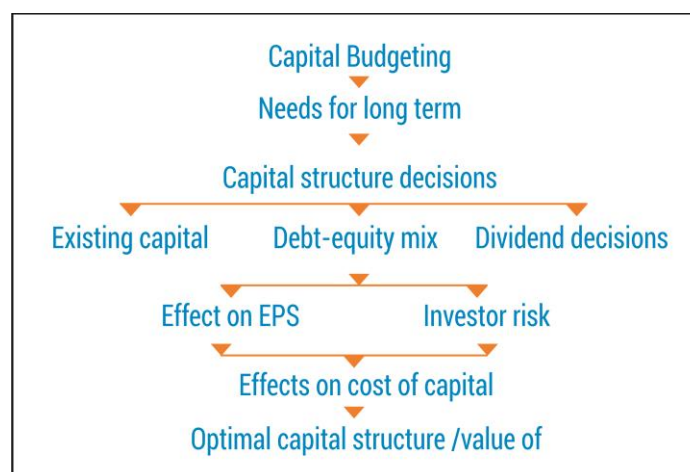 Capital Budgeting
Needs for long term
Capital structure decisions
Existing capital
Debt-equity mix
Dividend decisions
Effect on EPS
Investor risk
Effects on cost of capital
Optimal capital structure /value of